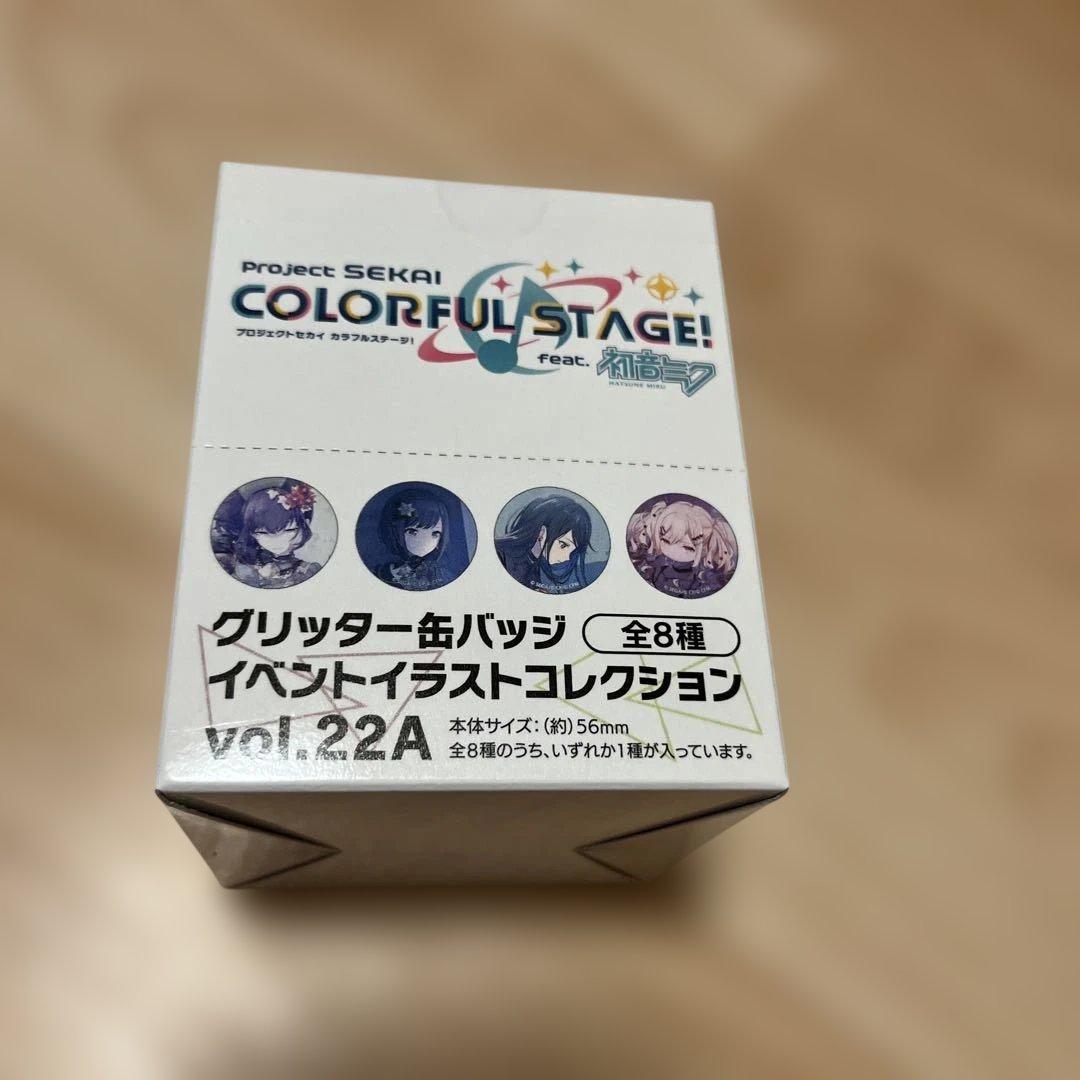 Project SEKAI
COLORFUL STAGE!
プロジェクトセカイ カラフルステージ!
feat. 初音ミク
HATSUNE MIKU
グリッター缶バッジ 全8種
イベントイラストコレクション
vol.22A
本体サイズ:(約)56mm
全8種のうち、いずれか1種が入っています。